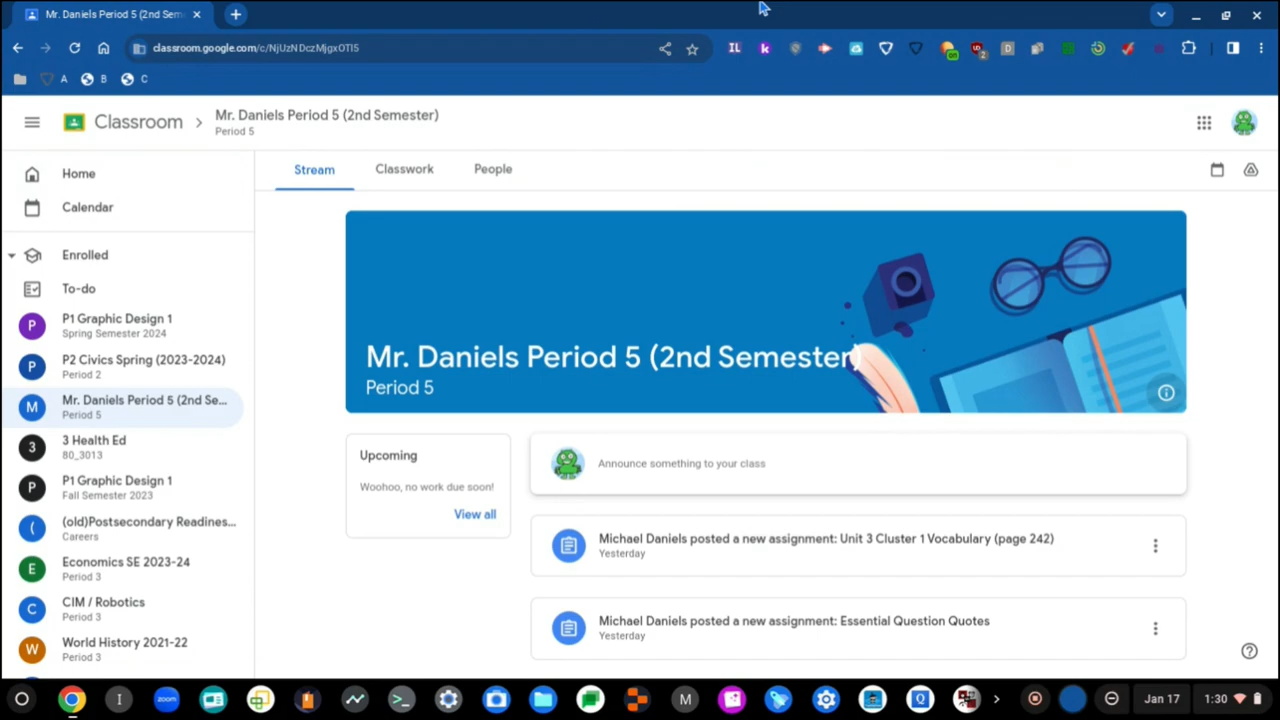 Mr. Daniels Period 5 (2nd Sem
classroom.google.com/c/NjUzNDczMjgxOTI5
IL
k
on
UD
2
D
A
B
C
Classroom
Mr. Daniels Period 5 (2nd Semester)
Period 5
Home
Calendar
Enrolled
To-do
P
P1 Graphic Design 1
Spring Semester 2024
P
P2 Civics Spring (2023-2024)
Period 2
M
Mr. Daniels Period 5 (2nd Se...
Period 5
3
3 Health Ed
80_3013
P
P1 Graphic Design 1
Fall Semester 2023
(
(old)Postsecondary Readines...
Careers
E
Economics SE 2023-24
Period 3
C
CIM / Robotics
Period 3
W
World History 2021-22
Period 3
Stream
Classwork
People
Mr. Daniels Period 5 (2nd Semester)
Period 5
Upcoming
Woohoo, no work due soon!
View all
Announce something to your class
Michael Daniels posted a new assignment: Unit 3 Cluster 1 Vocabulary (page 242)
Yesterday
Michael Daniels posted a new assignment: Essential Question Quotes
Yesterday
I
zoom
M
Q
Jan 17
1:30